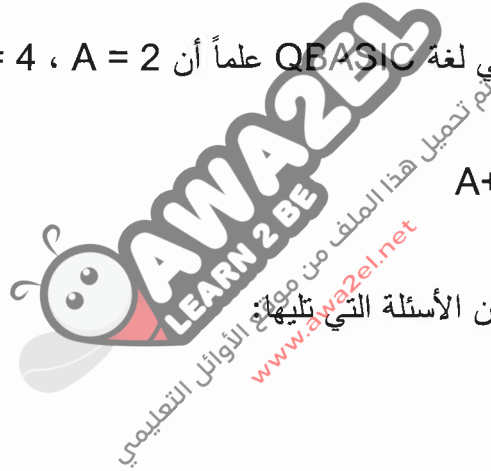 لغة QBASIC علماً أن A = 2 ، 4 =
A+
الأسئلة التي تليها:
AWA2EL
LEARN 2 BE
تم تحميل هذا الملف من موقع الأوائل التعليمي
www.awa2el.net